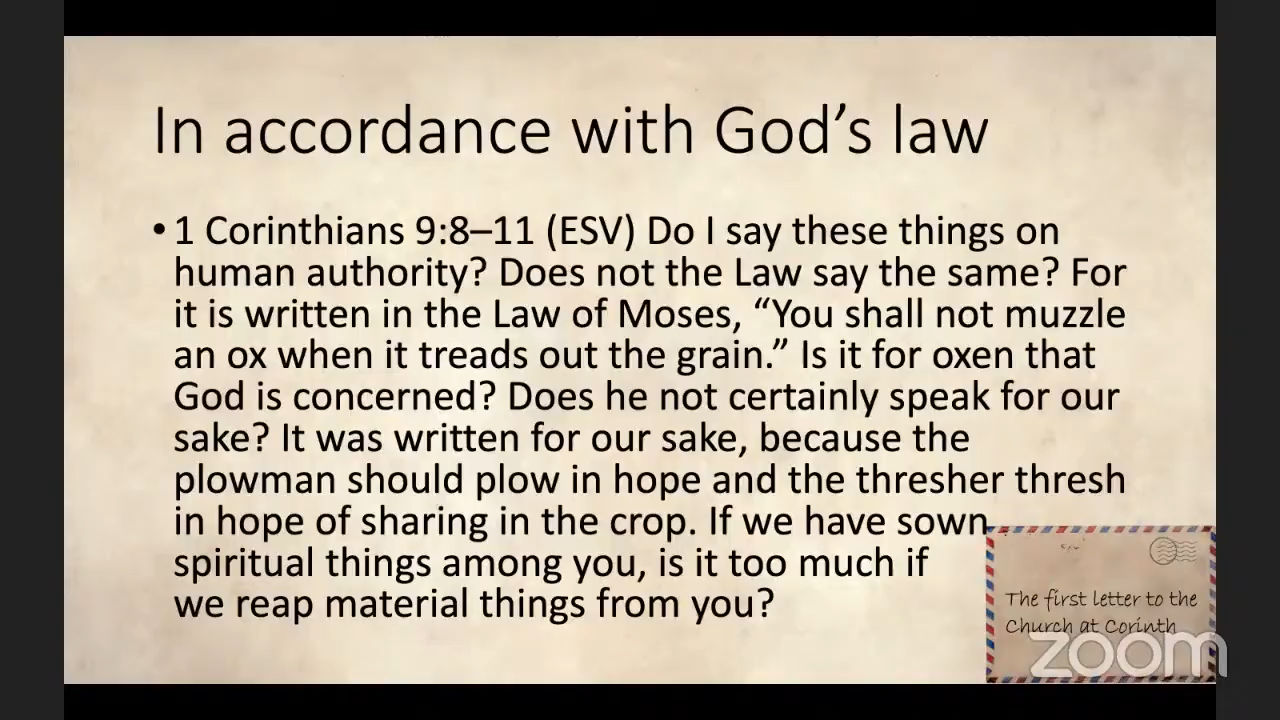 In accordance with God’s law
• 1 Corinthians 9:8–11 (ESV) Do I say these things on
human authority? Does not the Law say the same? For
it is written in the Law of Moses, “You shall not muzzle
an ox when it treads out the grain.” Is it for oxen that
God is concerned? Does he not certainly speak for our
sake? It was written for our sake, because the
plowman should plow in hope and the thresher thresh
in hope of sharing in the crop. If we have sown
spiritual things among you, is it too much if
we reap material things from you?
The first letter to the
Church at Corinth
zoom